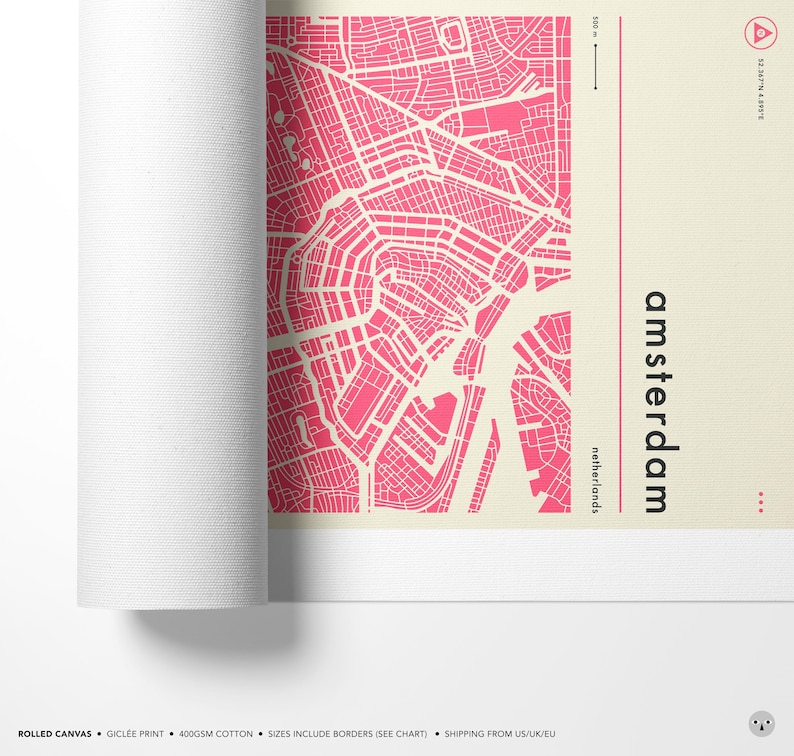 500 m
52.367°N 4.895°E
amsterdam
netherlands
ROLLED CANVAS • GICLÉE PRINT • 400GSM COTTON • SIZES INCLUDE BORDERS (SEE CHART) • SHIPPING FROM US/UK/EU